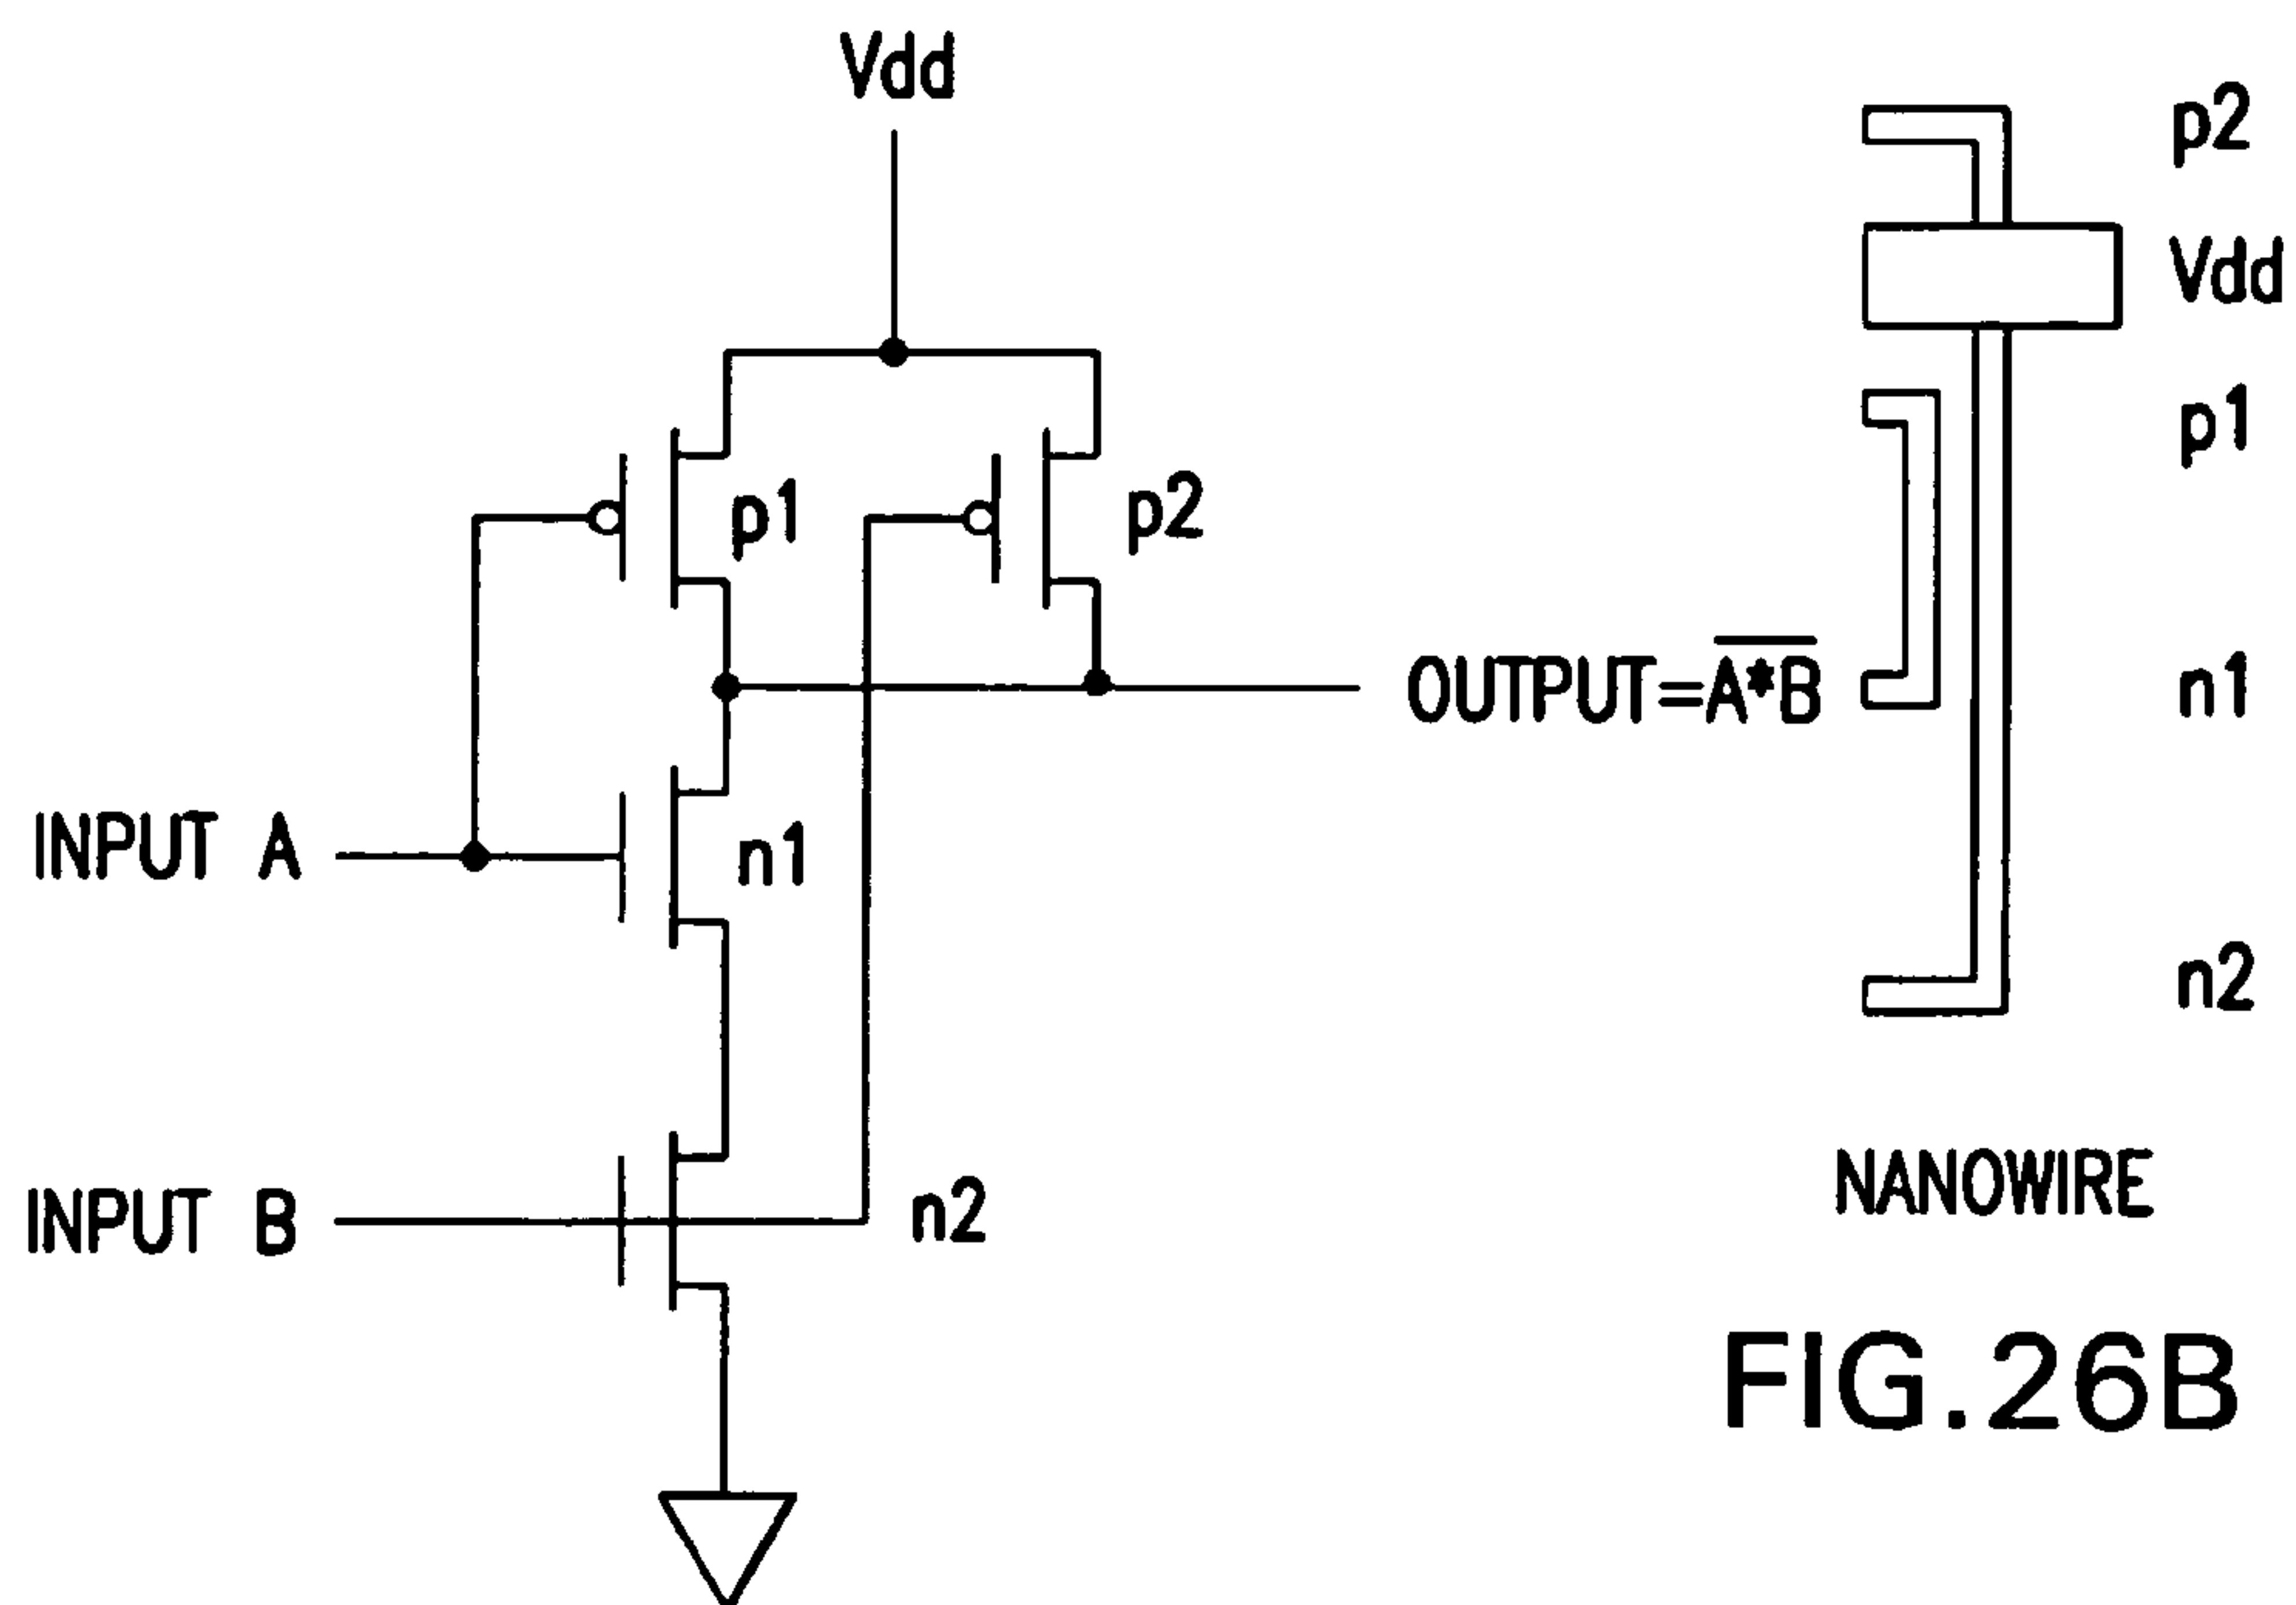 Vdd
p1
p2
OUTPUT=A*B
INPUT A
n1
INPUT B
n2
p2
Vdd
p1
n1
n2
NANOWIRE
FIG.26B